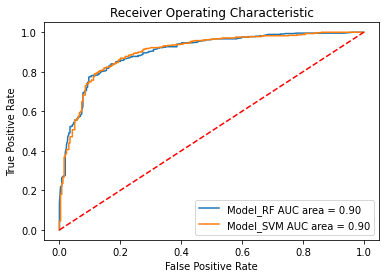 Receiver Operating Characteristic
True Positive Rate
1.0
0.8
0.6
0.4
0.2
0.0
Model_RF AUC area = 0.90
Model_SVM AUC area = 0.90
0.0 0.2 0.4 0.6 0.8 1.0
False Positive Rate